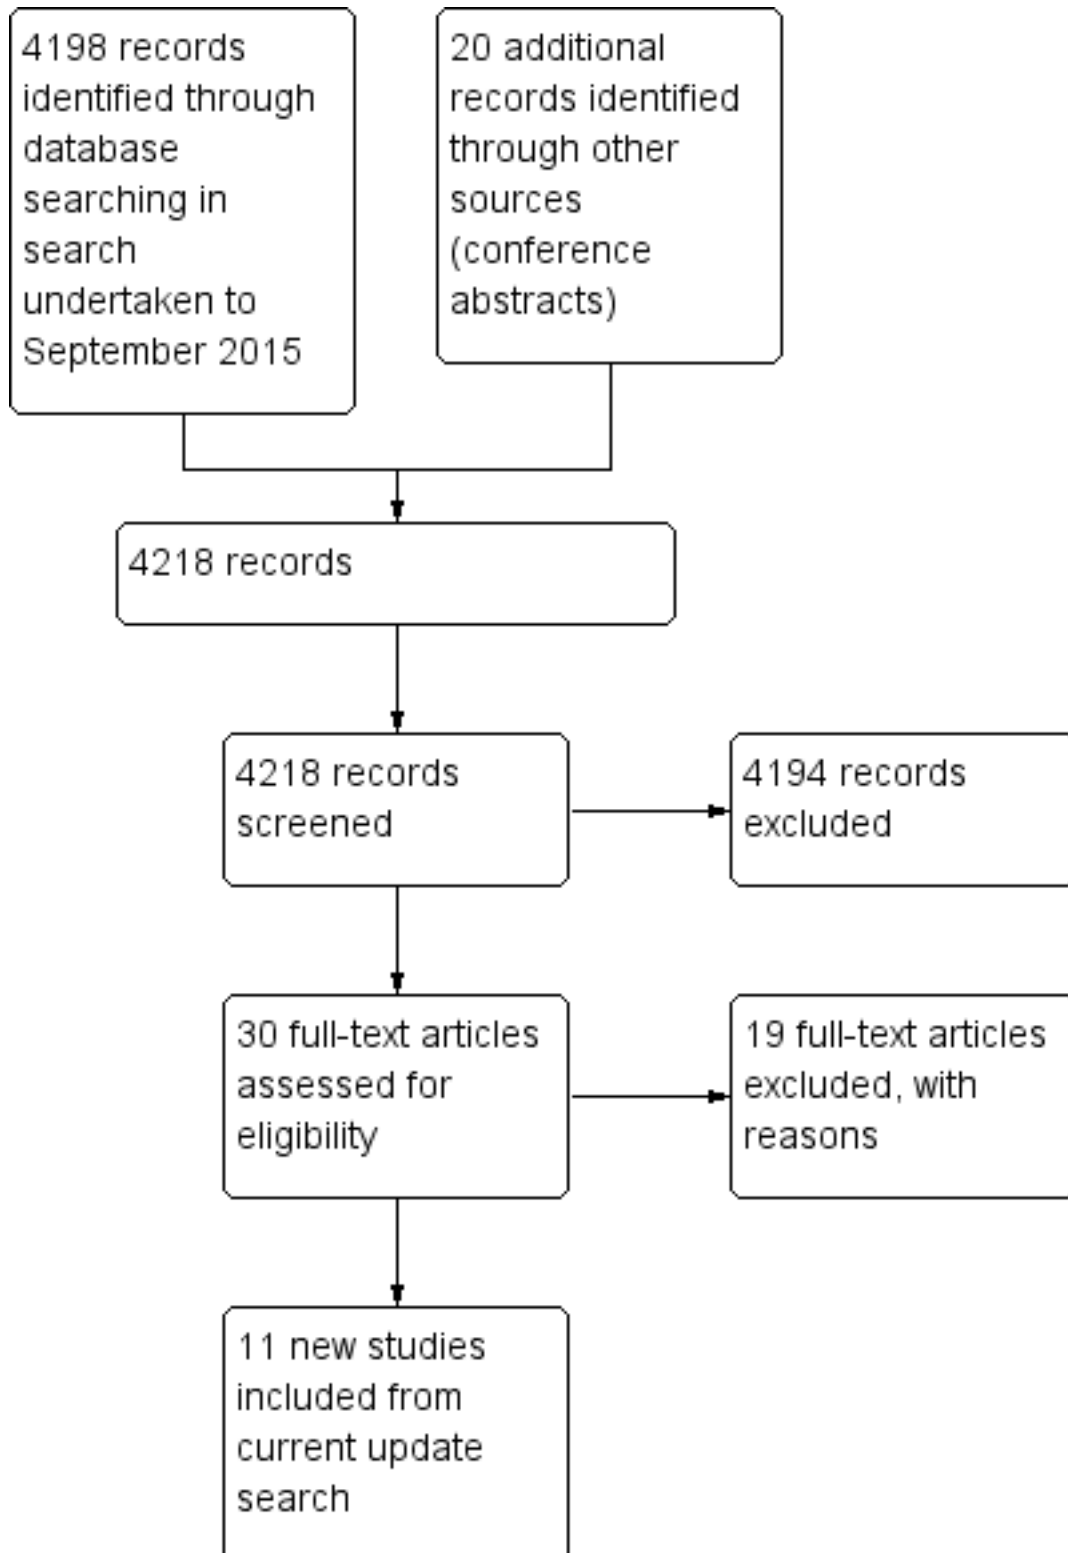 4198 records
identified through
database
searching in
search
undertaken to
September 2015
20 additional
records identified
through other
sources
(conference
abstracts)
4218 records
4218 records
screened
4194 records
excluded
30 full-text articles
assessed for
eligibility
19 full-text articles
excluded, with
reasons
11 new studies
included from
current update
search